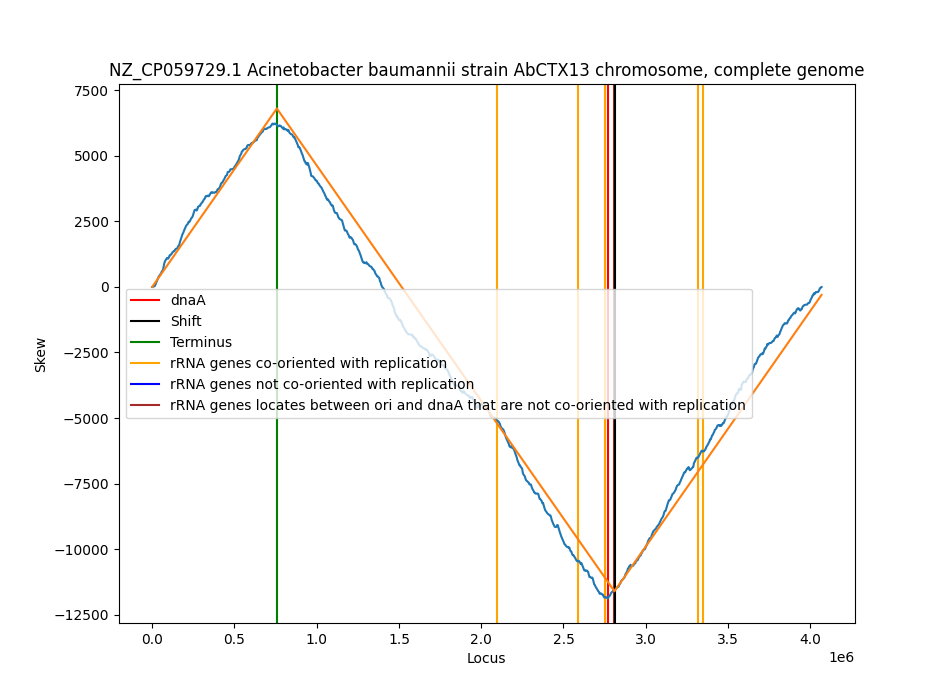 NZ_CP059729.1 Acinetobacter baumannii strain AbCTX13 chromosome, complete genome
7500
5000
2500
0
−2500
−5000
−7500
−10000
−12500
Skew
dnaA
Shift
Terminus
rRNA genes co-oriented with replication
rRNA genes not co-oriented with replication
rRNA genes locates between ori and dnaA that are not co-oriented with replication
0.0 0.5 1.0 1.5 2.0 2.5 3.0 3.5 4.0
1e6
Locus